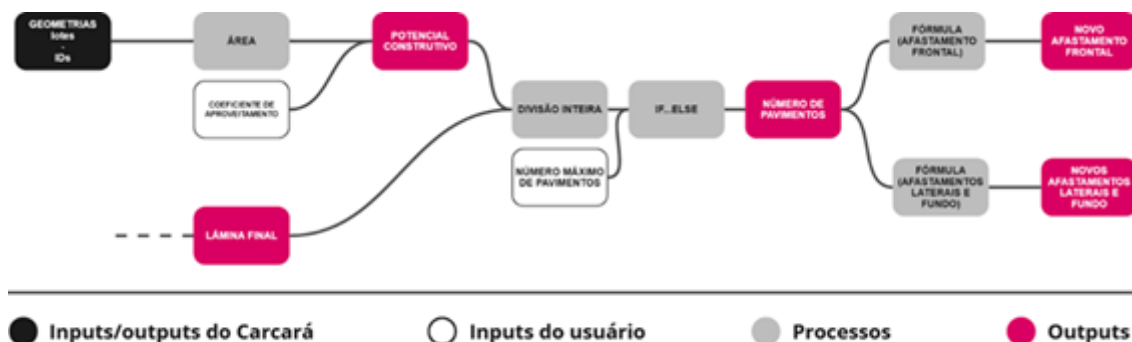 GEOMETRIAS
lotes
-
IDs
ÁREA
COEFICIENTE DE
APROVEITAMENTO
POTENCIAL
CONSTRUTIVO
LÂMINA FINAL
DIVISÃO INTEIRA
NÚMERO MÁXIMO
DE PAVIMENTOS
IF...ELSE
NÚMERO DE
PAVIMENTOS
FÓRMULA
(AFASTAMENTO
FRONTAL)
NOVO
AFASTAMENTO
FRONTAL
FÓRMULA
(AFASTAMENTOS
LATERAIS E
FUNDO)
NOVOS
AFASTAMENTOS
LATERAIS E
FUNDO
Inputs/outputs do Carcará
Inputs do usuário
Processos
Outputs